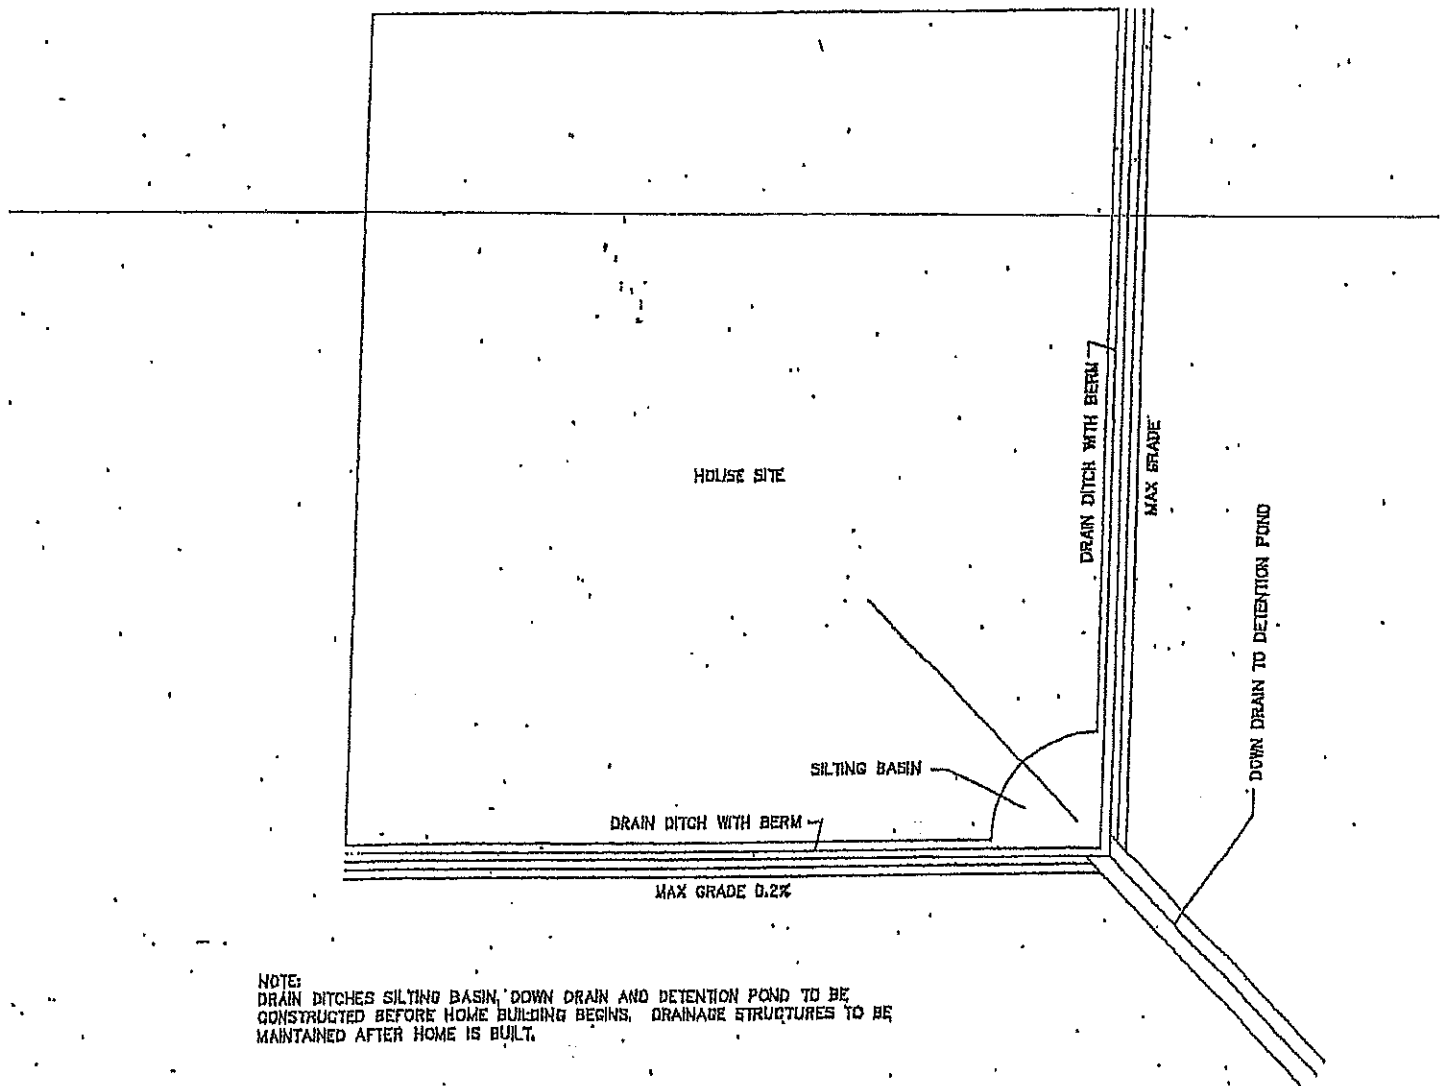 HOUSE SITE
DRAIN DITCH WITH BERM
MAX GRADE
DOWN DRAIN TO DETENTION POND
SILTING BASIN
DRAIN DITCH WITH BERM
MAX GRADE 0.2%
NOTE:
DRAIN DITCHES SILTING BASIN, DOWN DRAIN AND DETENTION POND TO BE
CONSTRUCTED BEFORE HOME BUILDING BEGINS. DRAINAGE STRUCTURES TO BE
MAINTAINED AFTER HOME IS BUILT.